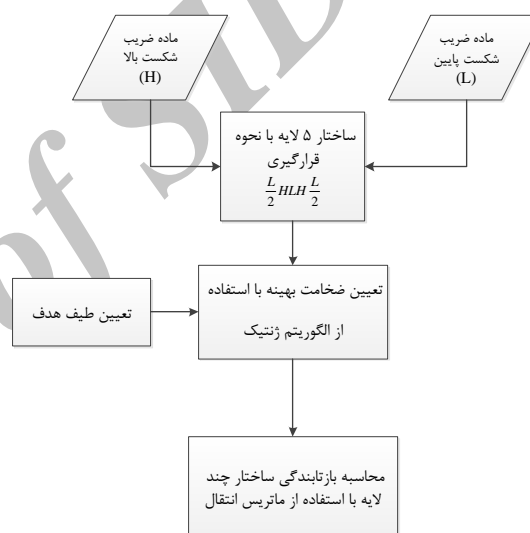 ماده ضریب
شکست بالا
(H)
ماده ضریب
شکست پایین
(L)
ساختار ۵ لایه با نحوه
قرارگیری
L/2 HLH L/2
تعیین ضخامت بهینه با استفاده
از الگوریتم ژنتیک
تعیین طیف هدف
محاسبه بازتابندگی ساختار چند
لایه با استفاده از ماتریس انتقال
of SID